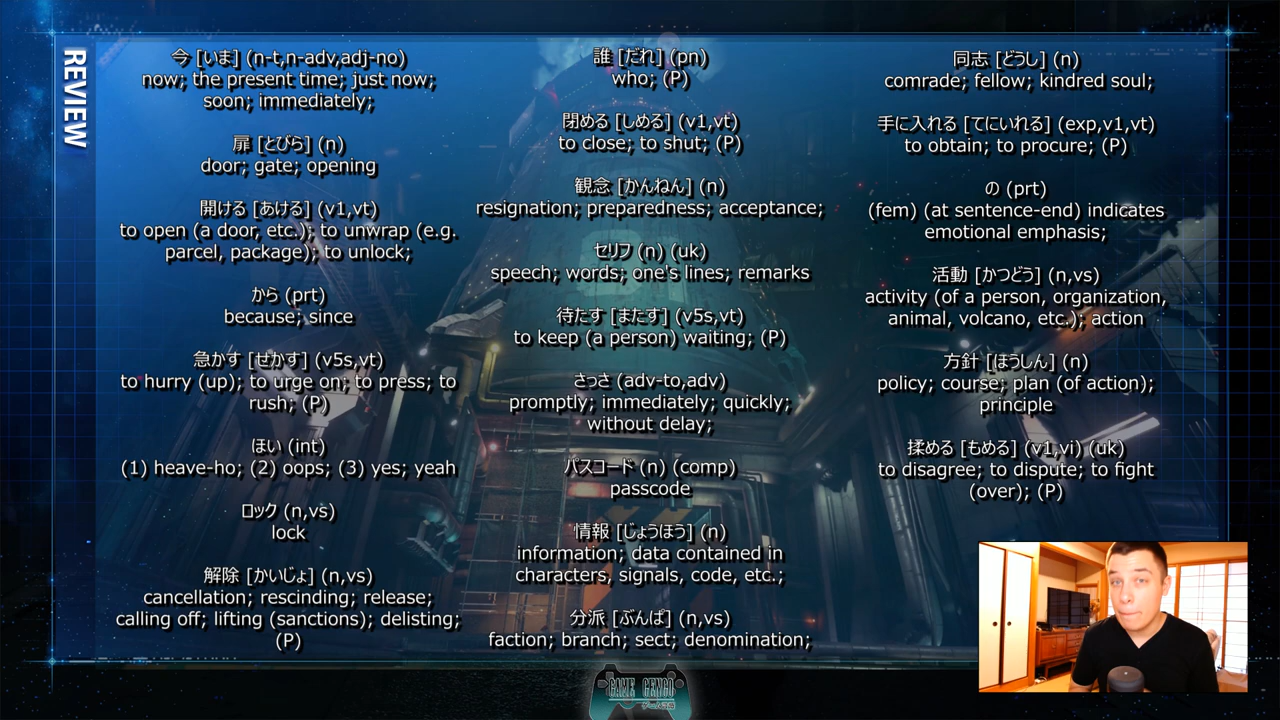 REVIEW
今 [いま] (n-t,n-adv,adj-no)
now; the present time; just now;
soon; immediately;
扉 [とびら] (n)
door; gate; opening
開ける [あける] (v1,vt)
to open (a door, etc.); to unwrap (e.g.
parcel, package); to unlock;
から (prt)
because; since
急かす [せかす] (v5s,vt)
to hurry (up); to urge on; to press; to
rush; (P)
ほい (int)
(1) heave-ho; (2) oops; (3) yes; yeah
ロック (n,vs)
lock
解除 [かいじょ] (n,vs)
cancellation; rescinding; release;
calling off; lifting (sanctions); delisting;
(P)
誰 [だれ] (pn)
who; (P)
閉める [しめる] (v1,vt)
to close; to shut; (P)
観念 [かんねん] (n)
resignation; preparedness; acceptance;
セリフ (n) (uk)
speech; words; one's lines; remarks
待たす [またす] (v5s,vt)
to keep (a person) waiting; (P)
さっさ (adv-to,adv)
promptly; immediately; quickly;
without delay;
パスコード (n) (comp)
passcode
情報 [じょうほう] (n)
information; data contained in
characters, signals, code, etc.;
分派 [ぶんぱ] (n,vs)
faction; branch; sect; denomination;
同志 [どうし] (n)
comrade; fellow; kindred soul;
手に入れる [てにいれる] (exp,v1,vt)
to obtain; to procure; (P)
の (prt)
(fem) (at sentence-end) indicates
emotional emphasis;
活動 [かつどう] (n,vs)
activity (of a person, organization,
animal, volcano, etc.); action
方針 [ほうしん] (n)
policy; course; plan (of action);
principle
揉める [もめる] (v1,vi) (uk)
to disagree; to dispute; to fight
(over); (P)
GAME GENGO
ゲーム言語